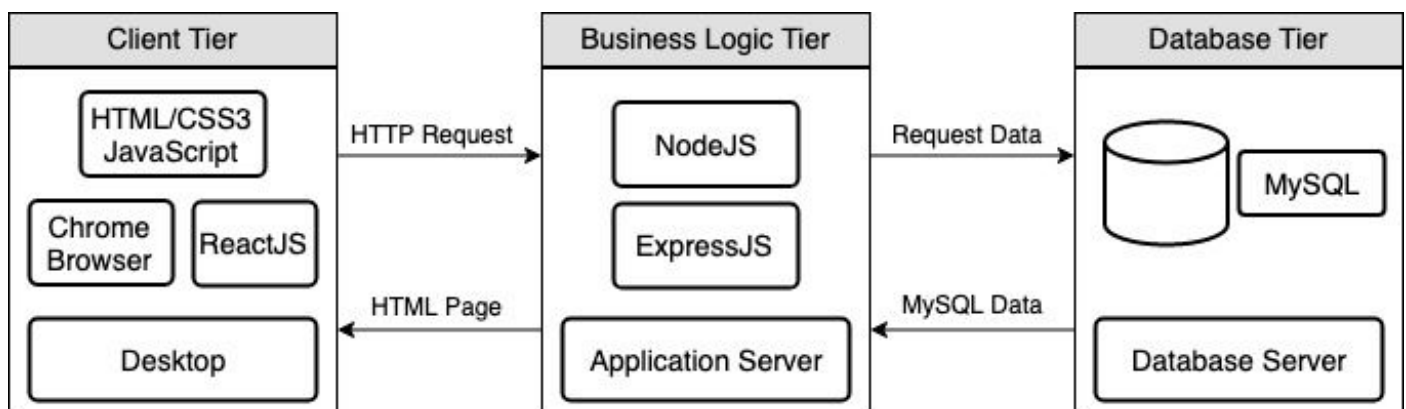 Client Tier
HTML/CSS3
JavaScript
Chrome
Browser
ReactJS
Desktop
HTTP Request
HTML Page
Business Logic Tier
NodeJS
ExpressJS
Application Server
Request Data
MySQL Data
Database Tier
MySQL
Database Server